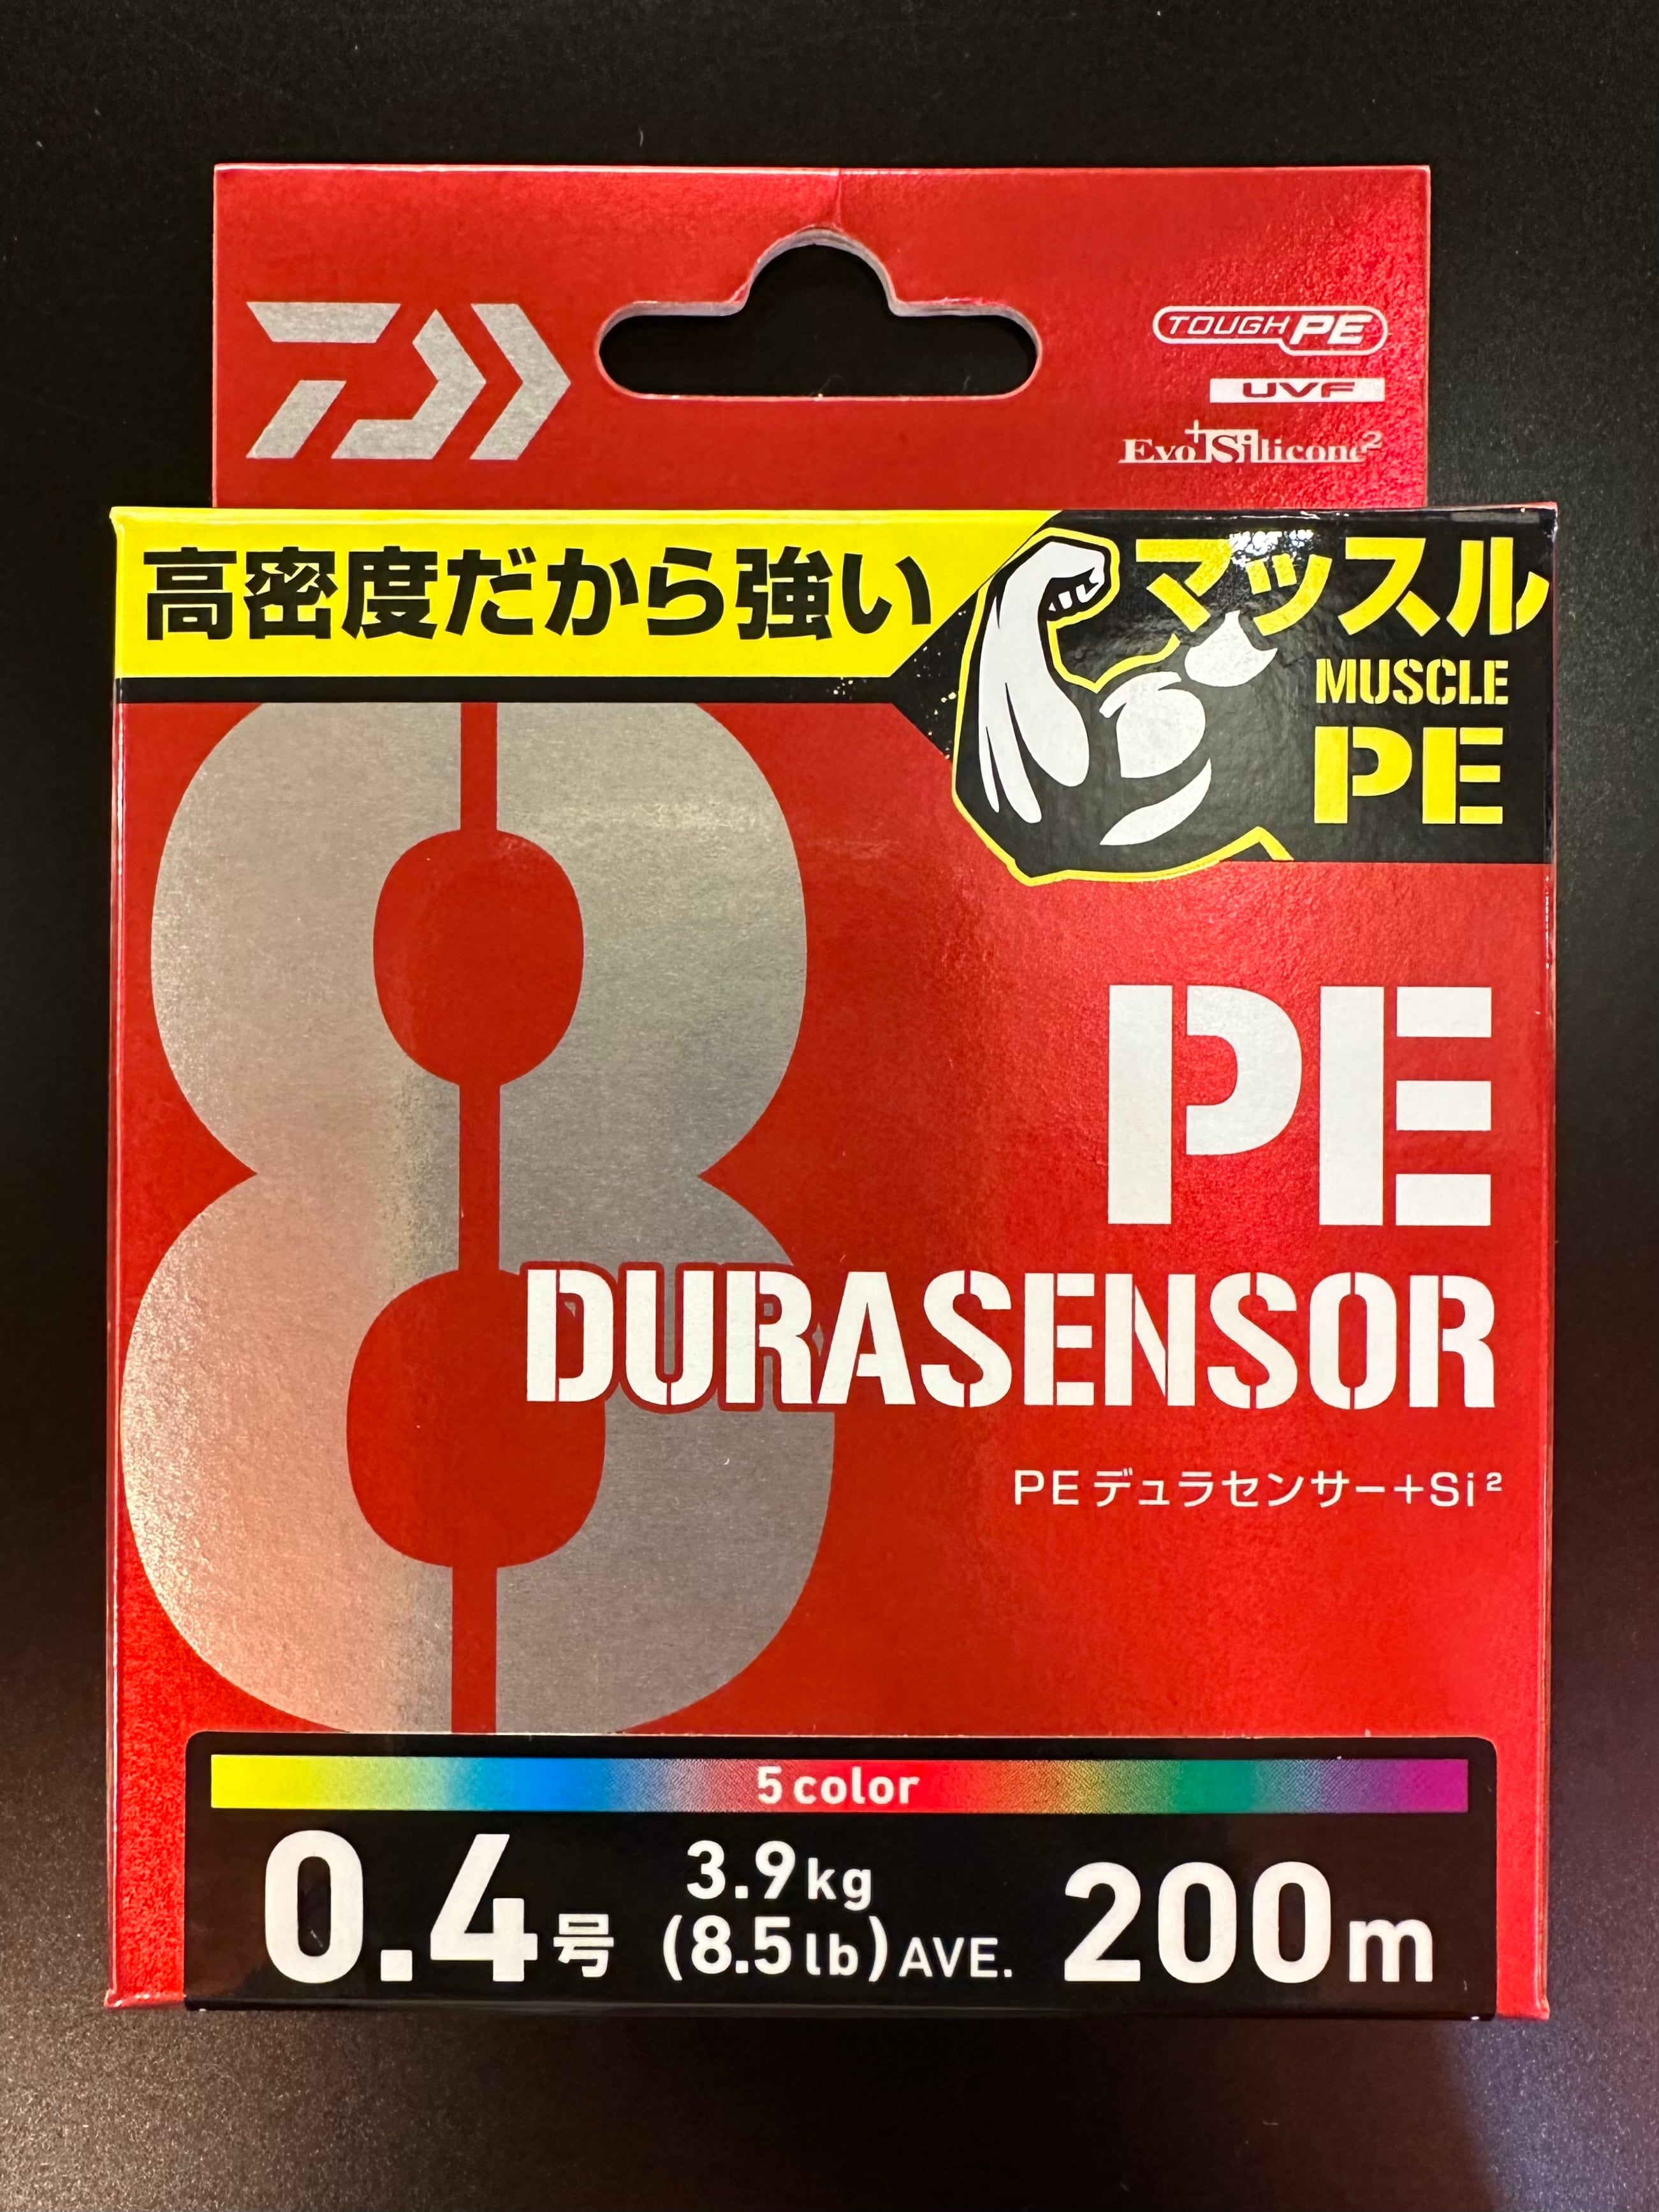 TOUGH PE
UVF
Evo+Silicone²
高密度だから強い
マッスル
MUSCLE
PE
8
PE
DURASENSOR
PEデュラセンサー+Si²
5 color
0.4号 3.9kg (8.5lb) AVE. 200m